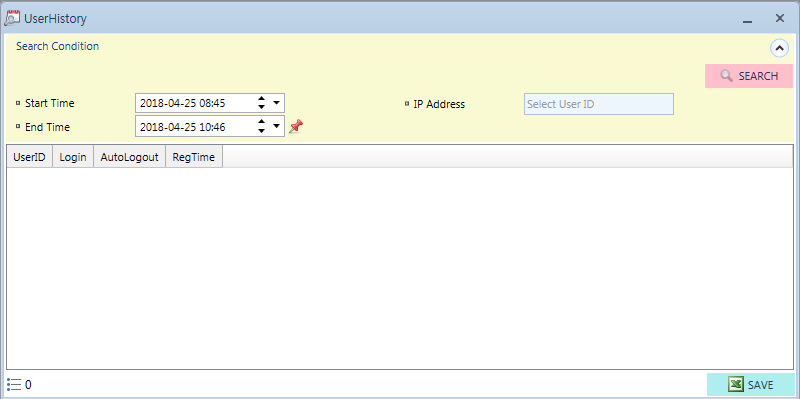 UserHistory
Search Condition
SEARCH
Start Time 2018-04-25 08:45 IP Address Select User ID
End Time 2018-04-25 10:46
UserID Login AutoLogout RegTime
0 SAVE